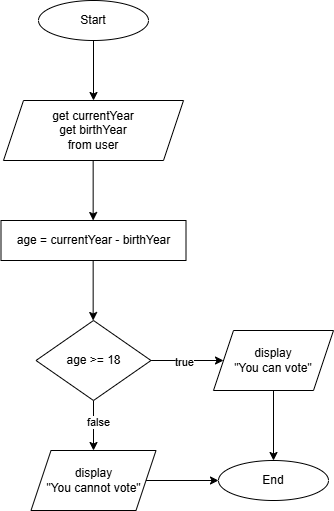 Start
get currentYear
get birthYear
from user
age = currentYear - birthYear
age >= 18
true
display
"You can vote"
false
display
"You cannot vote"
End